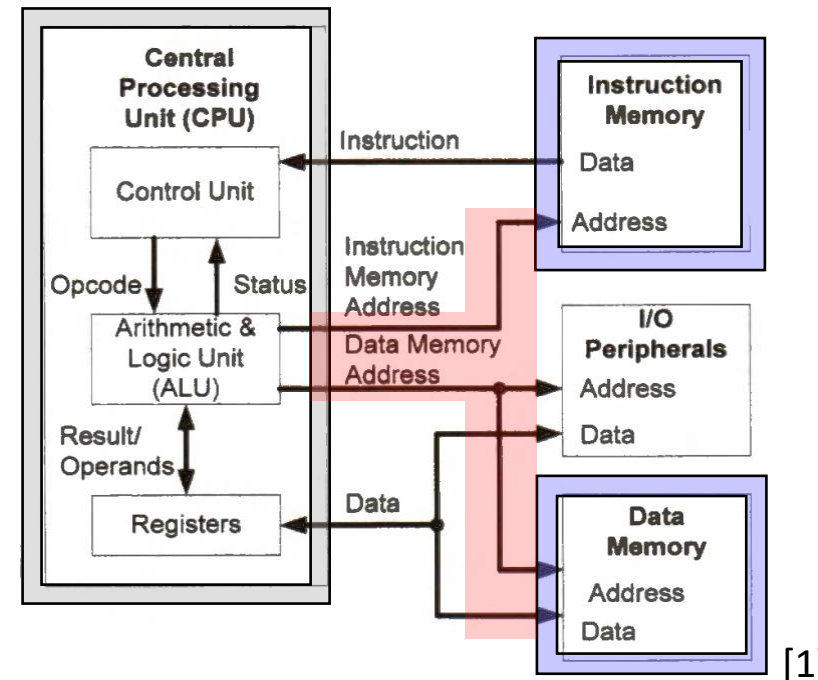 Central
Processing
Unit (CPU)
Control Unit
Opcode
Status
Arithmetic &
Logic Unit
(ALU)
Result/
Operands
Registers
Instruction
Instruction
Memory
Address
Data Memory
Address
Data
Instruction
Memory
Data
Address
I/O
Peripherals
Address
Data
Data
Memory
Address
Data
[1